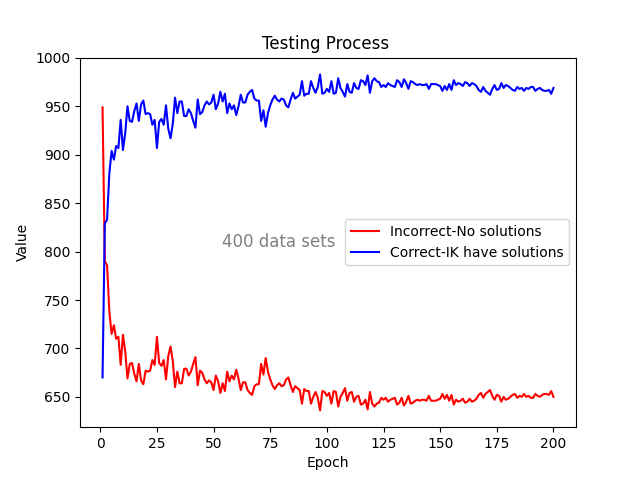 Testing Process
1000
950
900
850
800
750
700
650
Value
400 data sets
Incorrect-No solutions
Correct-IK have solutions
0 25 50 75 100 125 150 175 200
Epoch